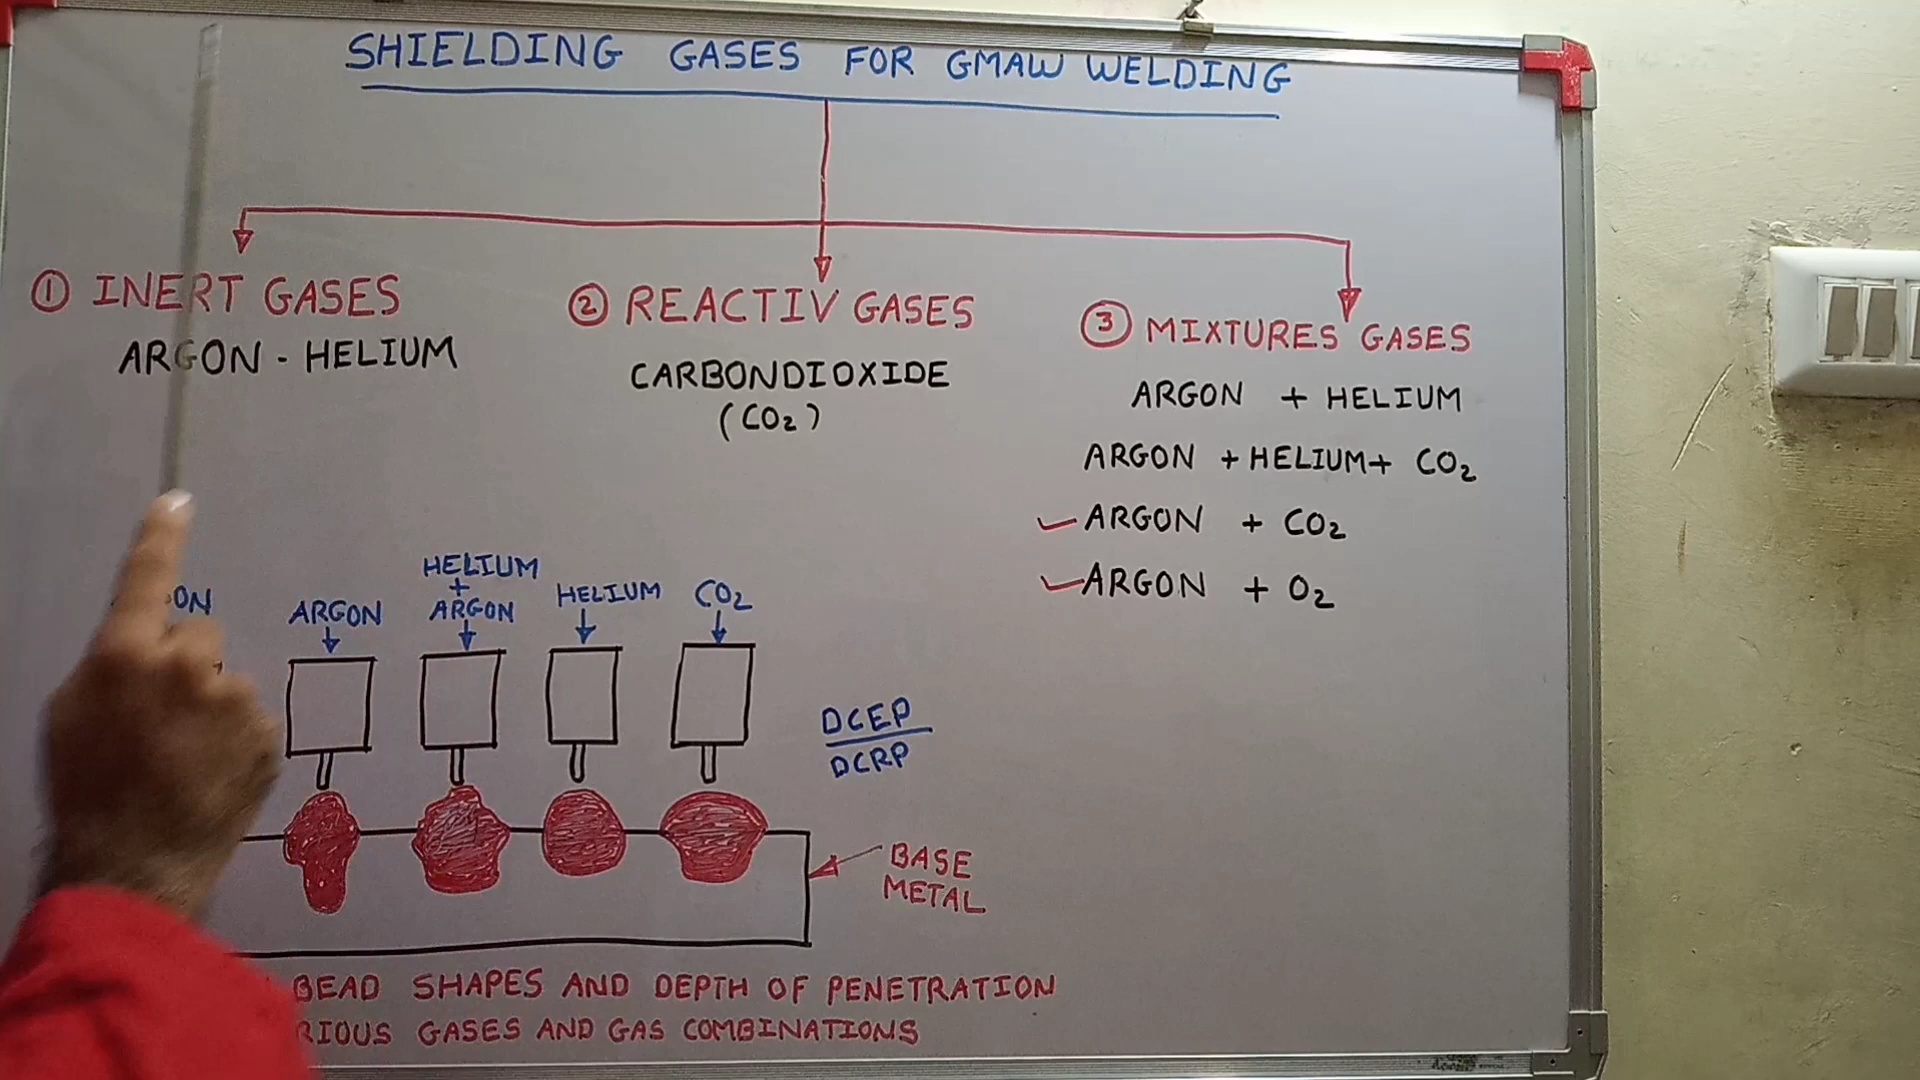 SHIELDING GASES FOR GMAW WELDING
① INERT GASES
ARGON - HELIUM
② REACTIV GASES
CARBONDIOXIDE
(CO₂)
③ MIXTURES GASES
ARGON + HELIUM
ARGON + HELIUM + CO₂
✓ARGON + CO₂
✓ARGON + O₂
ON
ARGON
HELIUM
+
ARGON
HELIUM
CO₂
DCEP
DCRP
BASE
METAL
BEAD SHAPES AND DEPTH OF PENETRATION
RIOUS GASES AND GAS COMBINATIONS